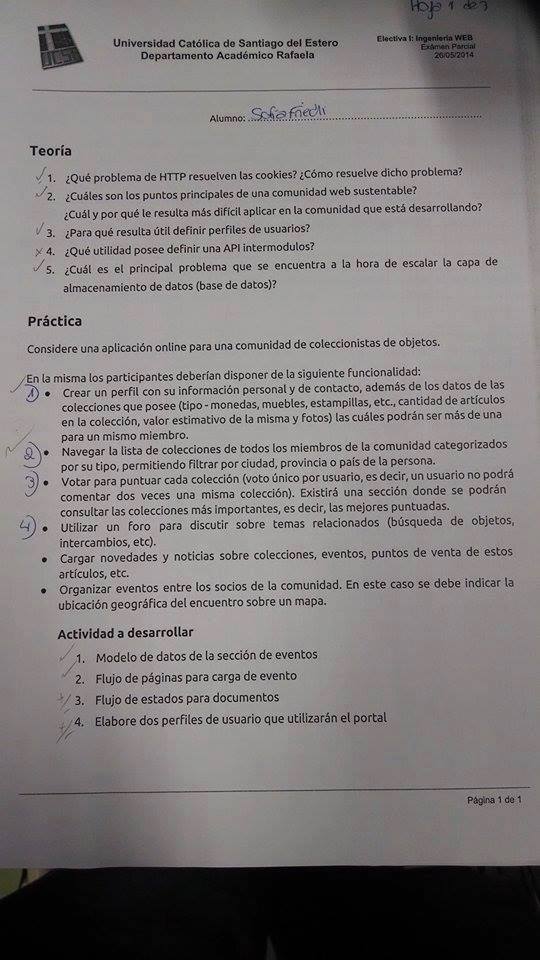 Hoja 1 de 3
UCSE
Universidad Católica de Santiago del Estero
Departamento Académico Rafaela
Electiva I: Ingeniería WEB
Exámen Parcial
26/05/2014
Alumno: Sofia Friedli
Teoría
1. ¿Qué problema de HTTP resuelven las cookies? ¿Cómo resuelve dicho problema?
2. ¿Cuáles son los puntos principales de una comunidad web sustentable?
¿Cuál y por qué le resulta más difícil aplicar en la comunidad que está desarrollando?
3. ¿Para qué resulta útil definir perfiles de usuarios?
4. ¿Qué utilidad posee definir una API intermodulos?
5. ¿Cuál es el principal problema que se encuentra a la hora de escalar la capa de
almacenamiento de datos (base de datos)?
Práctica
Considere una aplicación online para una comunidad de coleccionistas de objetos.
En la misma los participantes deberían disponer de la siguiente funcionalidad:
1) • Crear un perfil con su información personal y de contacto, además de los datos de las
colecciones que posee (tipo - monedas, muebles, estampillas, etc., cantidad de artículos
en la colección, valor estimativo de la misma y fotos) las cuáles podrán ser más de una
para un mismo miembro.
2) • Navegar la lista de colecciones de todos los miembros de la comunidad categorizados
por su tipo, permitiendo filtrar por ciudad, provincia o país de la persona.
3) • Votar para puntuar cada colección (voto único por usuario, es decir, un usuario no podrá
comentar dos veces una misma colección). Existirá una sección donde se podrán
consultar las colecciones más importantes, es decir, las mejores puntuadas.
4) • Utilizar un foro para discutir sobre temas relacionados (búsqueda de objetos,
intercambios, etc).
• Cargar novedades y noticias sobre colecciones, eventos, puntos de venta de estos
artículos, etc.
• Organizar eventos entre los socios de la comunidad. En este caso se debe indicar la
ubicación geográfica del encuentro sobre un mapa.
Actividad a desarrollar
1. Modelo de datos de la sección de eventos
2. Flujo de páginas para carga de evento
3. Flujo de estados para documentos
4. Elabore dos perfiles de usuario que utilizarán el portal
Página 1 de 1